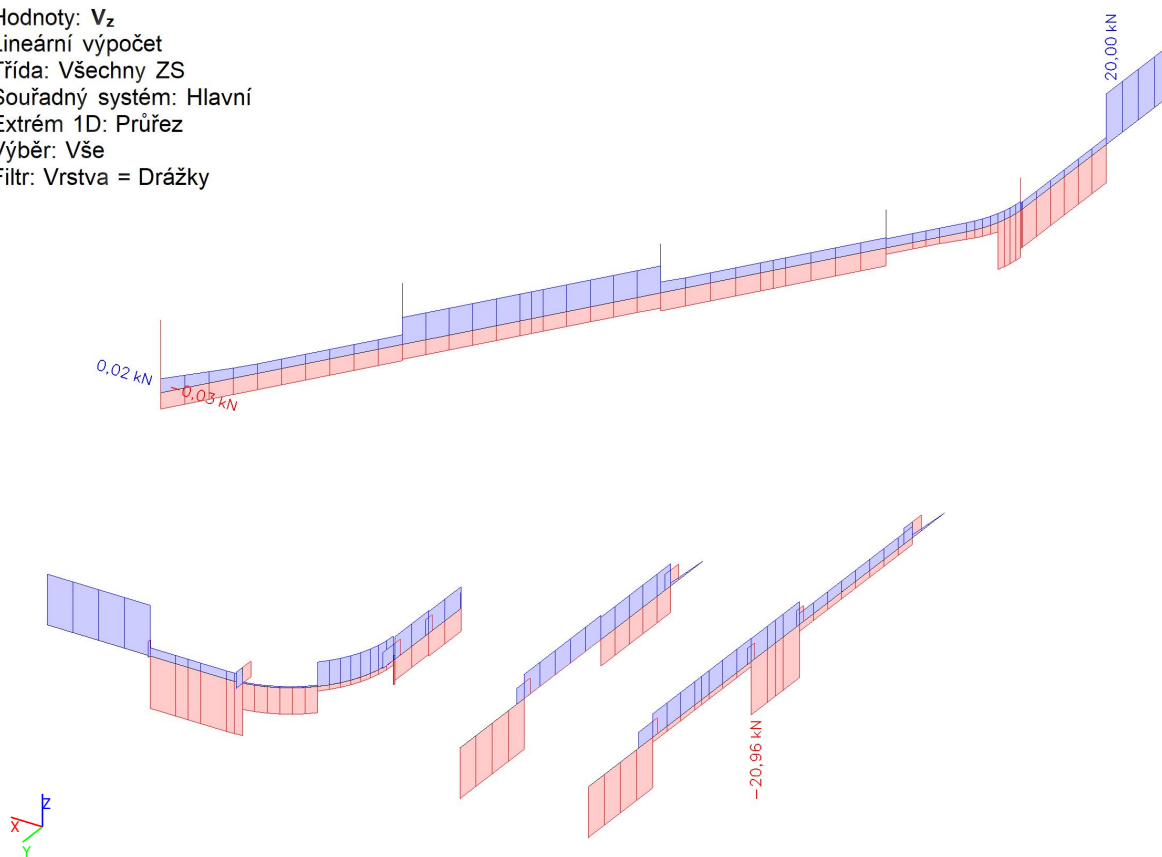 Hodnoty: Vz
Lineární výpočet
Třída: Všechny ZS
Souřadný systém: Hlavní
Extrém 1D: Průřez
Výběr: Vše
Filtr: Vrstva = Drážky
20,00 kN
0,02 kN
-0,03 kN
-20,96 kN
Z
X
Y